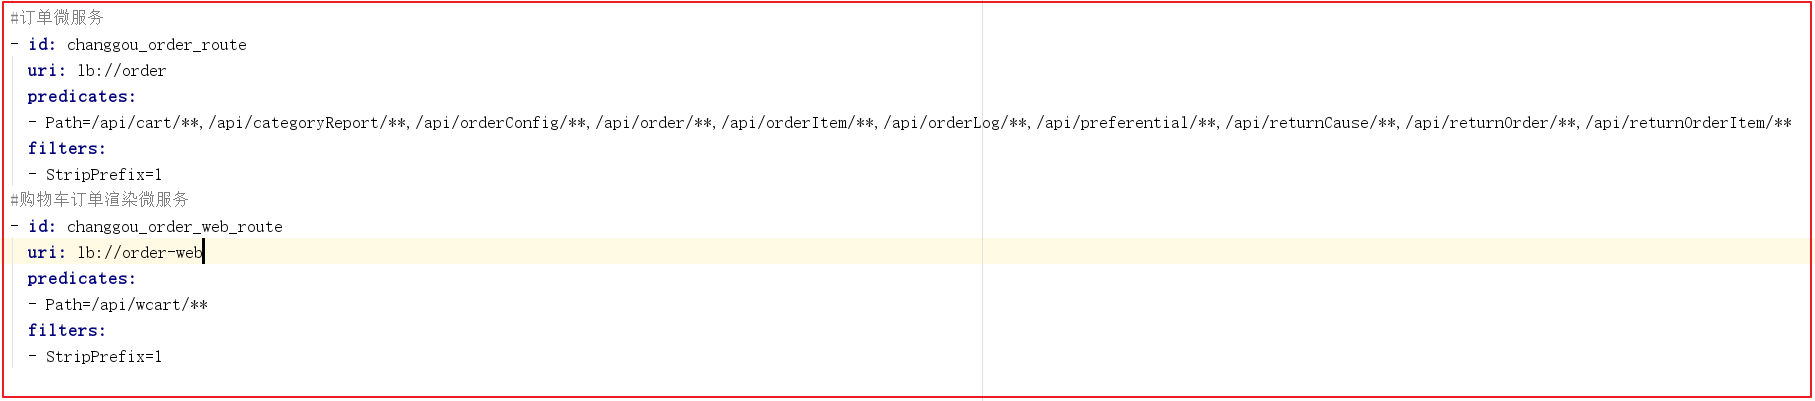 #订单微服务
- id: changgou_order_route
uri: lb://order
predicates:
- Path=/api/cart/**,/api/categoryReport/**,/api/orderConfig/**,/api/order/**,/api/orderItem/**,/api/orderLog/**,/api/preferential/**,/api/returnCause/**,/api/returnOrder/**,/api/returnOrderItem/**
filters:
- StripPrefix=1
#购物车订单渲染微服务
- id: changgou_order_web_route
uri: lb://order-web
predicates:
- Path=/api/wcart/**
filters:
- StripPrefix=1